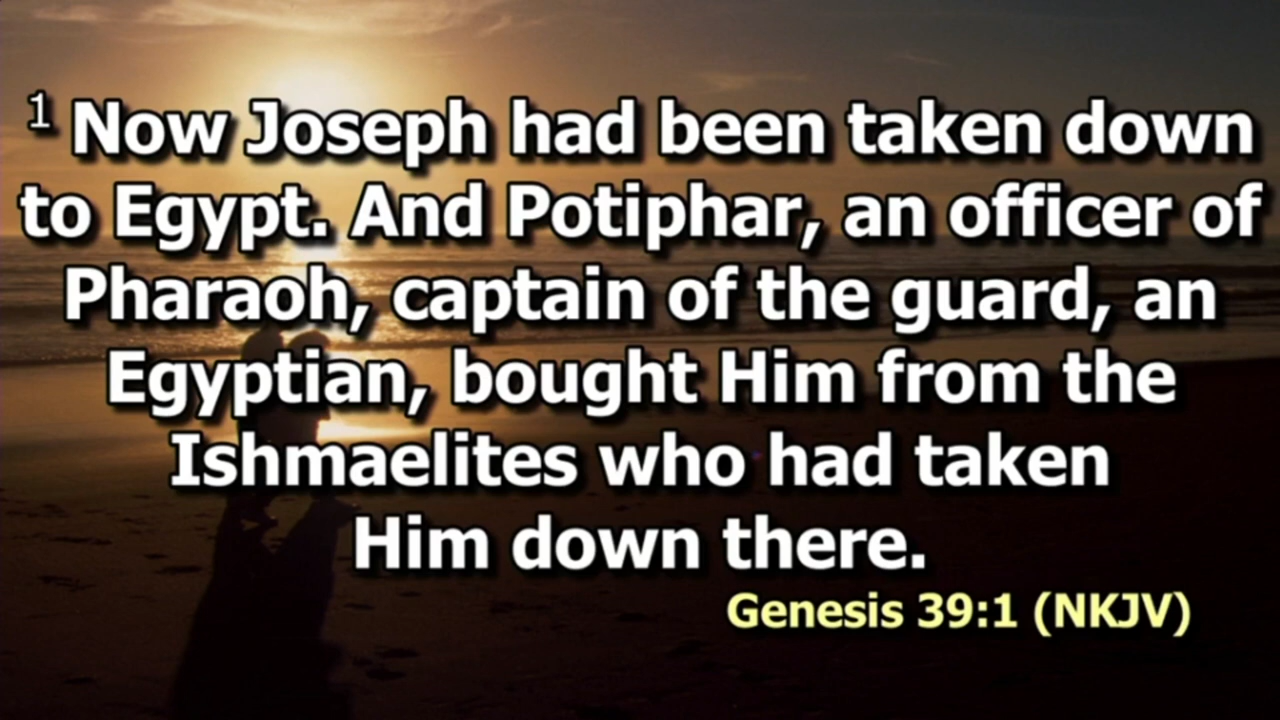 1 Now Joseph had been taken down
to Egypt. And Potiphar, an officer of
Pharaoh, captain of the guard, an
Egyptian, bought Him from the
Ishmaelites who had taken
Him down there.
Genesis 39:1 (NKJV)